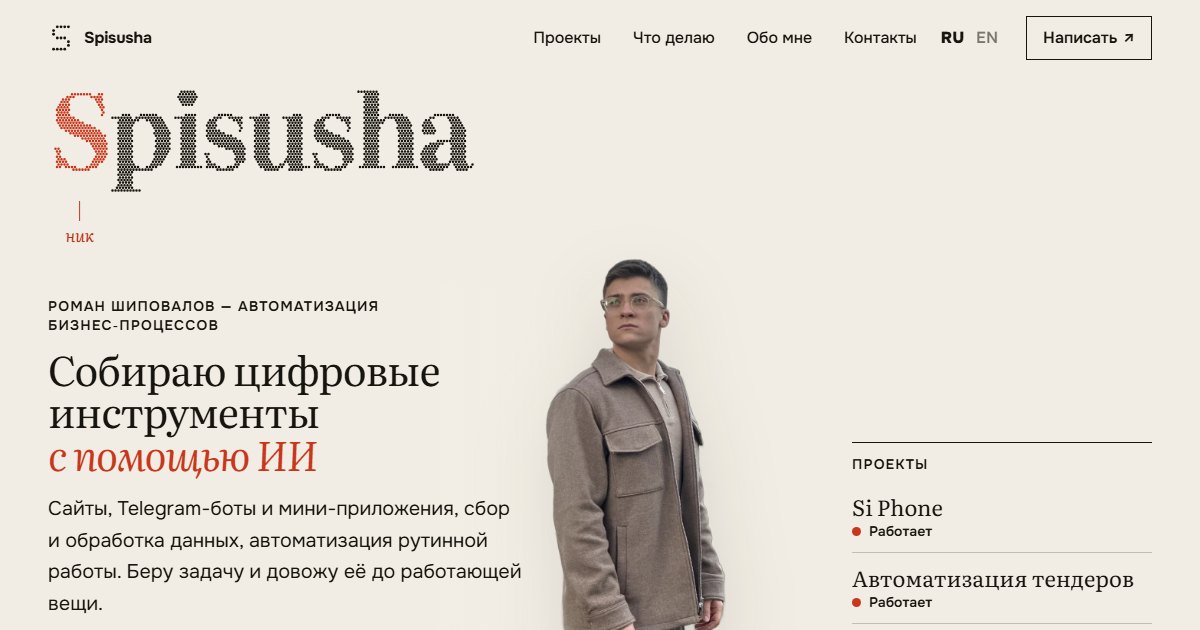 Spisusha
Проекты Что делаю Обо мне Контакты RU EN Написать ↗
Spisusha
ник
РОМАН ШИПОВАЛОВ — АВТОМАТИЗАЦИЯ
БИЗНЕС-ПРОЦЕССОВ
Собираю цифровые
инструменты
с помощью ИИ
Сайты, Telegram-боты и мини-приложения, сбор
и обработка данных, автоматизация рутинной
работы. Беру задачу и довожу её до работающей
вещи.
ПРОЕКТЫ
Si Phone
Работает
Автоматизация тендеров
Работает